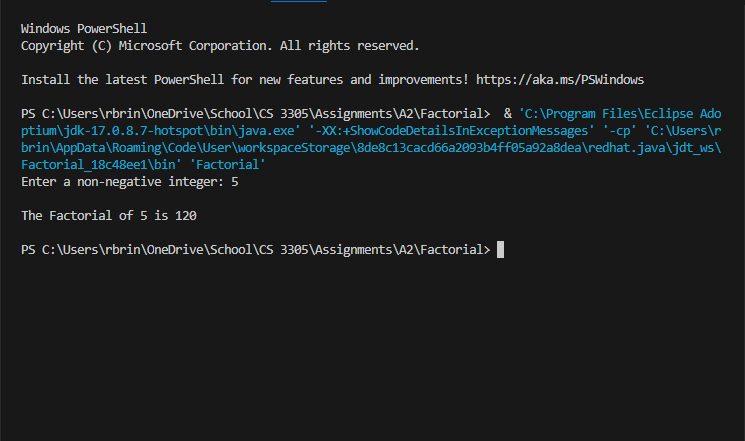 Windows PowerShell
Copyright (C) Microsoft Corporation. All rights reserved.
Install the latest PowerShell for new features and improvements! https://aka.ms/PSWindows
PS C:\Users\rbrin\OneDrive\School\CS 3305\Assignments\A2\Factorial>  & 'C:\Program Files\Eclipse Ado
ptium\jdk-17.0.8.7-hotspot\bin\java.exe' '-XX:+ShowCodeDetailsInExceptionMessages' '-cp' 'C:\Users\r
brin\AppData\Roaming\Code\User\workspaceStorage\8de8c13cacd66a2093b4ff05a92a8dea\redhat.java\jdt_ws\
Factorial_18c48ee1\bin' 'Factorial'
Enter a non-negative integer: 5
The Factorial of 5 is 120
PS C:\Users\rbrin\OneDrive\School\CS 3305\Assignments\A2\Factorial>